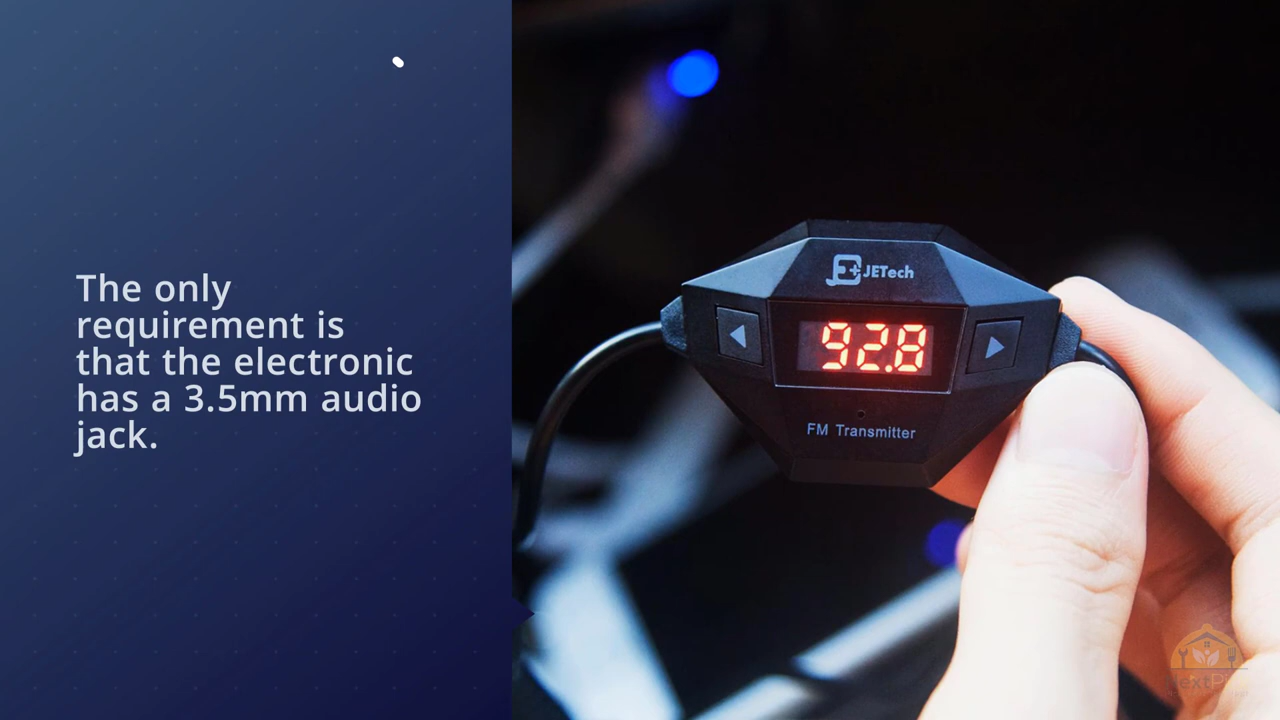 The only
requirement is
that the electronic
has a 3.5mm audio
jack.
JETech
92.8
FM Transmitter